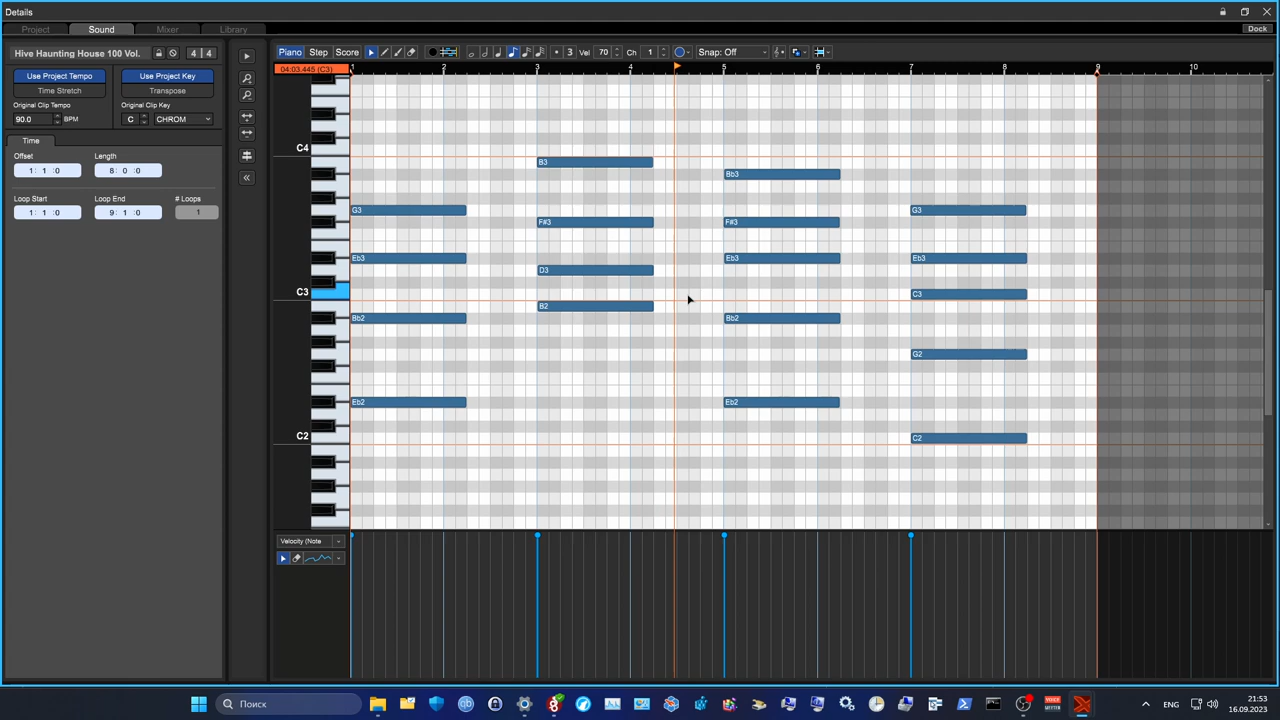 Details
Dock
Project Sound Mixer Library
Hive Haunting House 100 Vol. 4 | 4
Piano Step Score 3 Vel 70 Ch 1 Snap: Off
04:03.445 (C3) 1 2 3 4 5 6 7 8 9 10
Use Project Tempo Use Project Key
Time Stretch Transpose
Original Clip Tempo Original Clip Key
90.0 BPM C CHROM
Time
Offset Length
1: 1 :0 8: 0 :0
Loop Start Loop End # Loops
1: 1 :0 9: 1 :0 1
C4
B3
Bb3
G3 G3
F#3 F#3
Eb3 Eb3 Eb3
D3
C3 C3
B2
Bb2 Bb2
G2
Eb2 Eb2
C2 C2
Velocity (Note
Поиск
ENG
21:53
16.09.2023
VOICE
MEETER